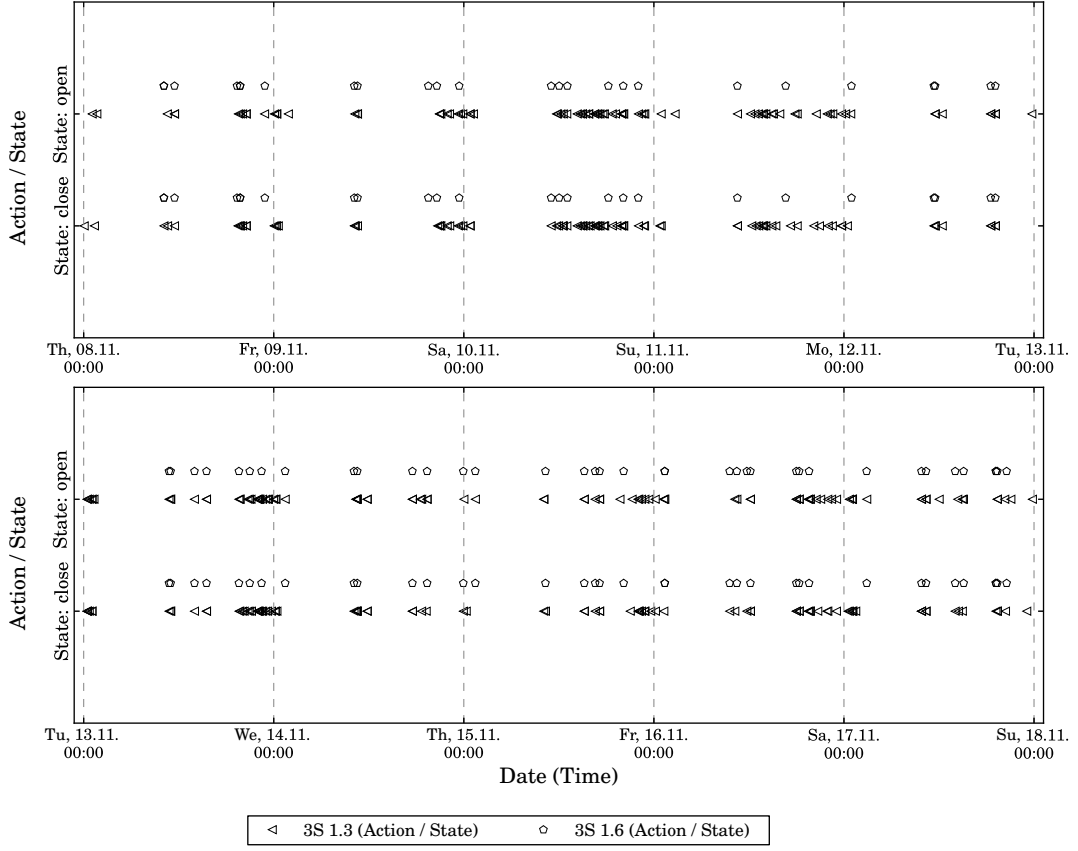 Action / State
State: open
State: close
Th, 08.11.
00:00
Fr, 09.11.
00:00
Sa, 10.11.
00:00
Su, 11.11.
00:00
Mo, 12.11.
00:00
Tu, 13.11.
00:00
Action / State
State: open
State: close
Tu, 13.11.
00:00
We, 14.11.
00:00
Th, 15.11.
00:00
Fr, 16.11.
00:00
Sa, 17.11.
00:00
Su, 18.11.
00:00
Date (Time)
3S 1.3 (Action / State)
3S 1.6 (Action / State)